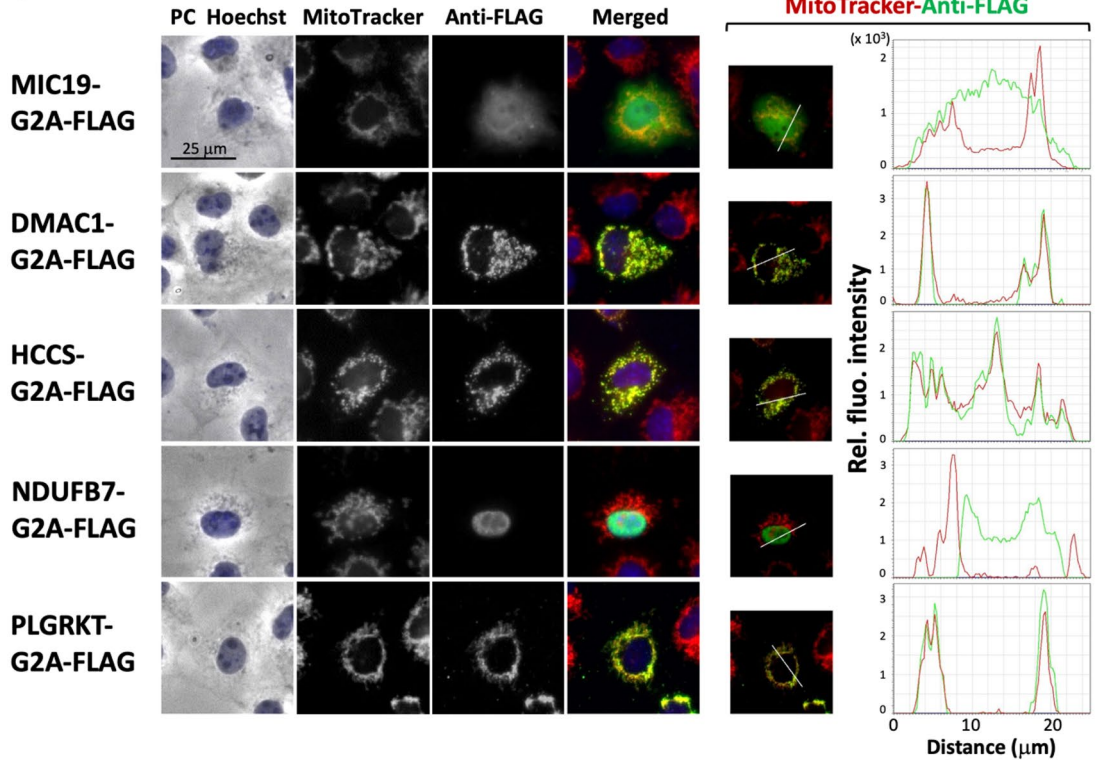 MitoTracker-Anti-FLAG
PC Hoechst MitoTracker Anti-FLAG Merged
(x 10³)
MIC19-
G2A-FLAG
25 µm
2
1
0
DMAC1-
G2A-FLAG
3
2
1
0
HCCS-
G2A-FLAG
2
1
0
NDUFB7-
G2A-FLAG
3
2
1
0
PLGRKT-
G2A-FLAG
3
2
1
0
Rel. fluo. intensity
0 10 20
Distance (µm)